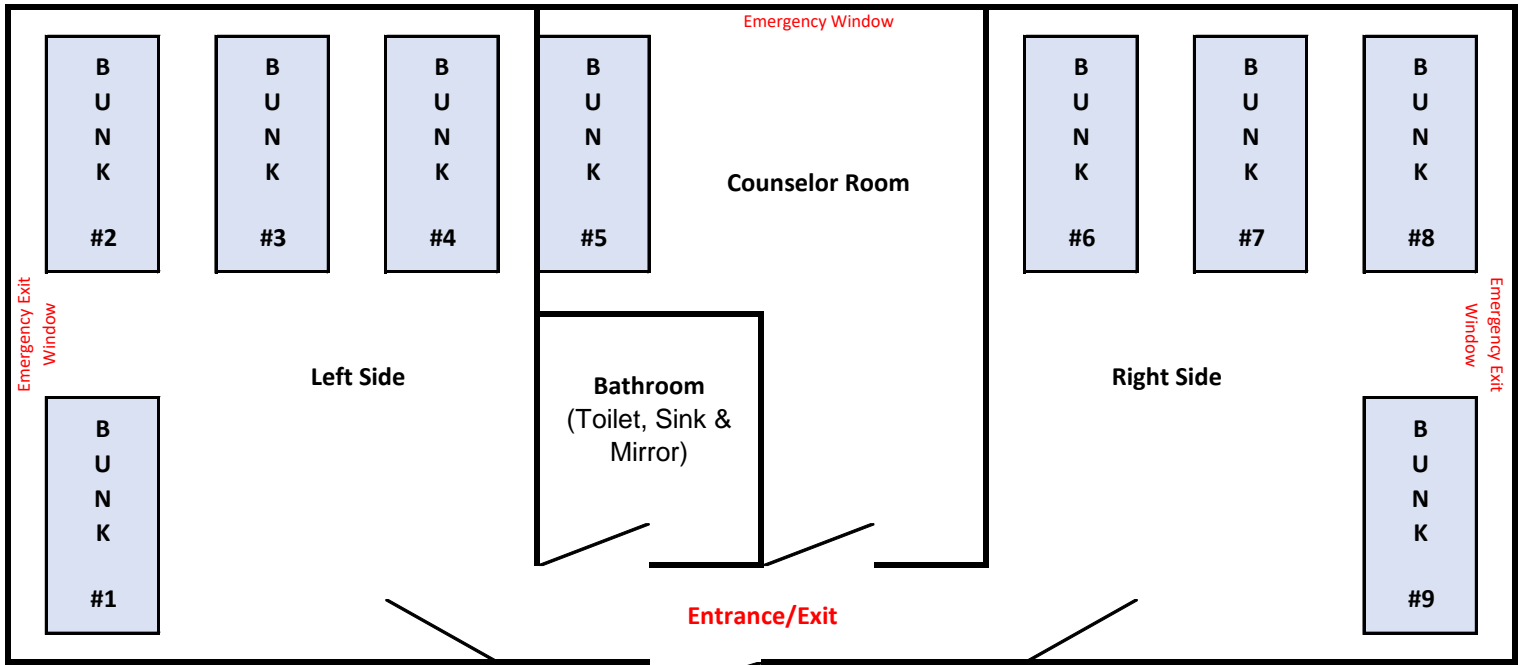 Emergency Window
B
U
N
K
#2
B
U
N
K
#3
B
U
N
K
#4
B
U
N
K
#5
Counselor Room
B
U
N
K
#6
B
U
N
K
#7
B
U
N
K
#8
Emergency Exit
Window
Left Side
Bathroom
(Toilet, Sink &
Mirror)
Right Side
Emergency Exit
Window
B
U
N
K
#1
Entrance/Exit
B
U
N
K
#9